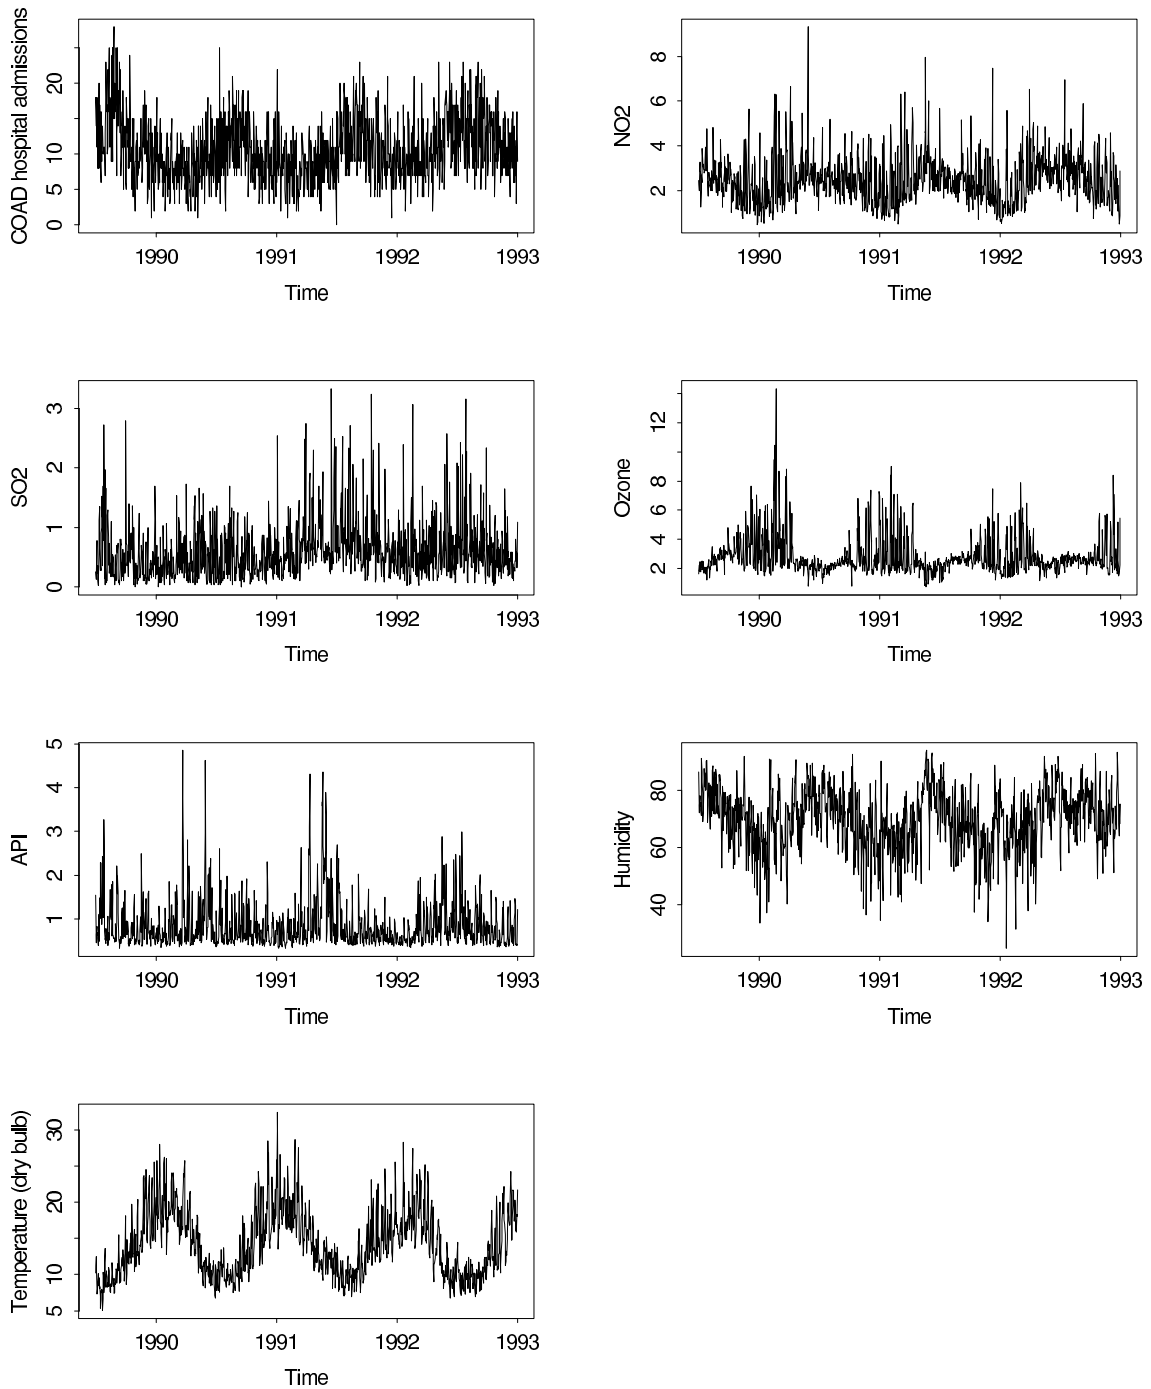 COAD hospital admissions
0 5 10 20
1990 1991 1992 1993
Time
NO2
2 4 6 8
1990 1991 1992 1993
Time
SO2
0 1 2 3
1990 1991 1992 1993
Time
Ozone
2 4 6 8 12
1990 1991 1992 1993
Time
API
1 2 3 4 5
1990 1991 1992 1993
Time
Humidity
40 60 80
1990 1991 1992 1993
Time
Temperature (dry bulb)
5 10 20 30
1990 1991 1992 1993
Time